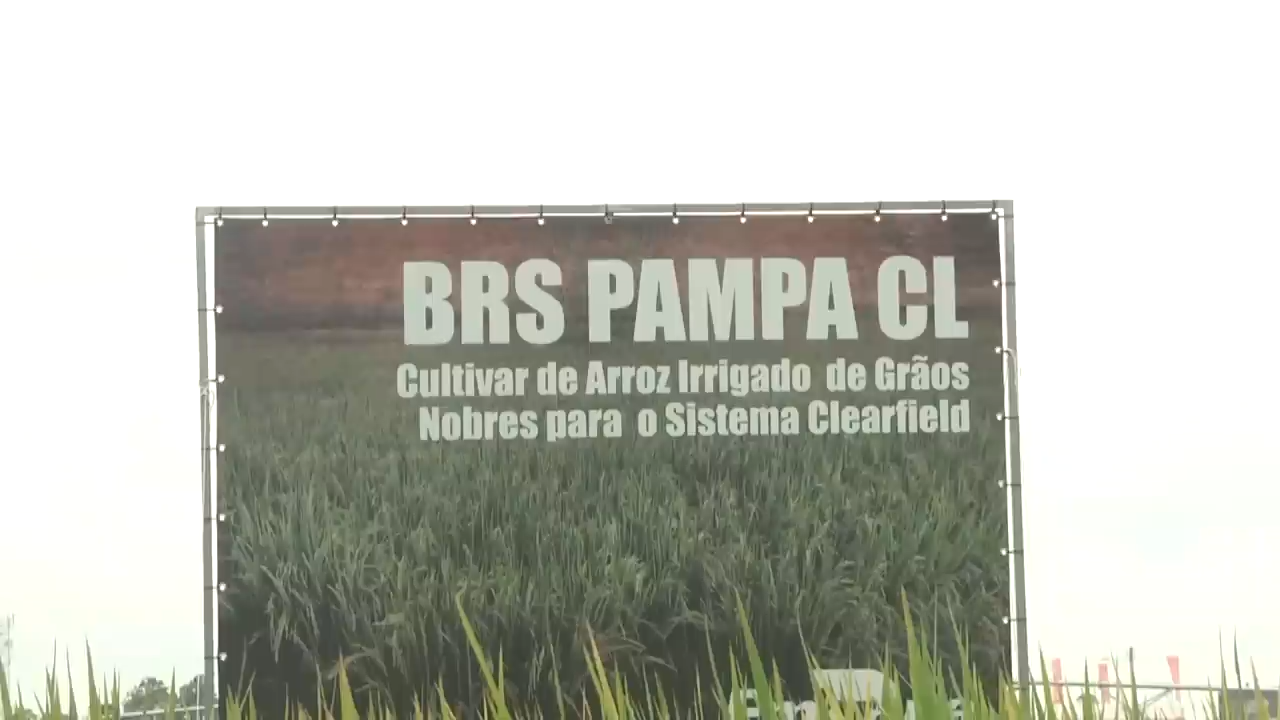 BRS PAMPA CL
Cultivar de Arroz Irrigado de Grãos
Nobres para o Sistema Clearfield